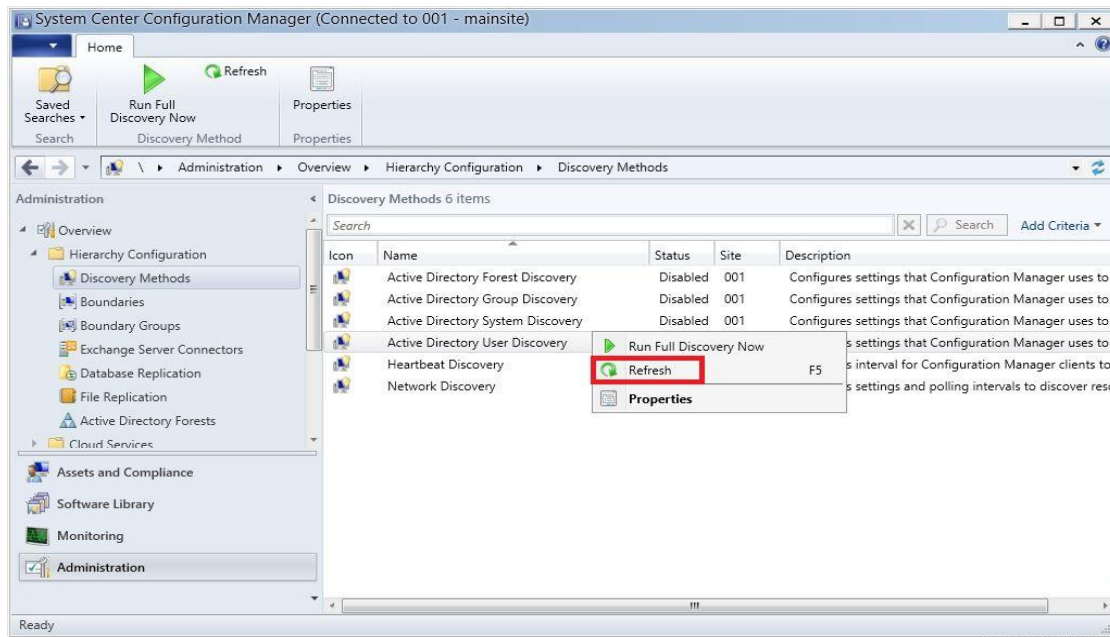 System Center Configuration Manager (Connected to 001 - mainsite)
Home
Saved Searches
Run Full Discovery Now
Refresh
Properties
Search
Discovery Method
Properties
\ Administration Overview Hierarchy Configuration Discovery Methods
Administration
Overview
Hierarchy Configuration
Discovery Methods
Boundaries
Boundary Groups
Exchange Server Connectors
Database Replication
File Replication
Active Directory Forests
Cloud Services
Assets and Compliance
Software Library
Monitoring
Administration
Discovery Methods 6 items
Search
Search
Add Criteria
Icon Name Status Site Description
Active Directory Forest Discovery Disabled 001 Configures settings that Configuration Manager uses to
Active Directory Group Discovery Disabled 001 Configures settings that Configuration Manager uses to
Active Directory System Discovery Disabled 001 Configures settings that Configuration Manager uses to
Active Directory User Discovery s settings that Configuration Manager uses to
Heartbeat Discovery s interval for Configuration Manager clients to
Network Discovery s settings and polling intervals to discover reso
Run Full Discovery Now
Refresh F5
Properties
Ready